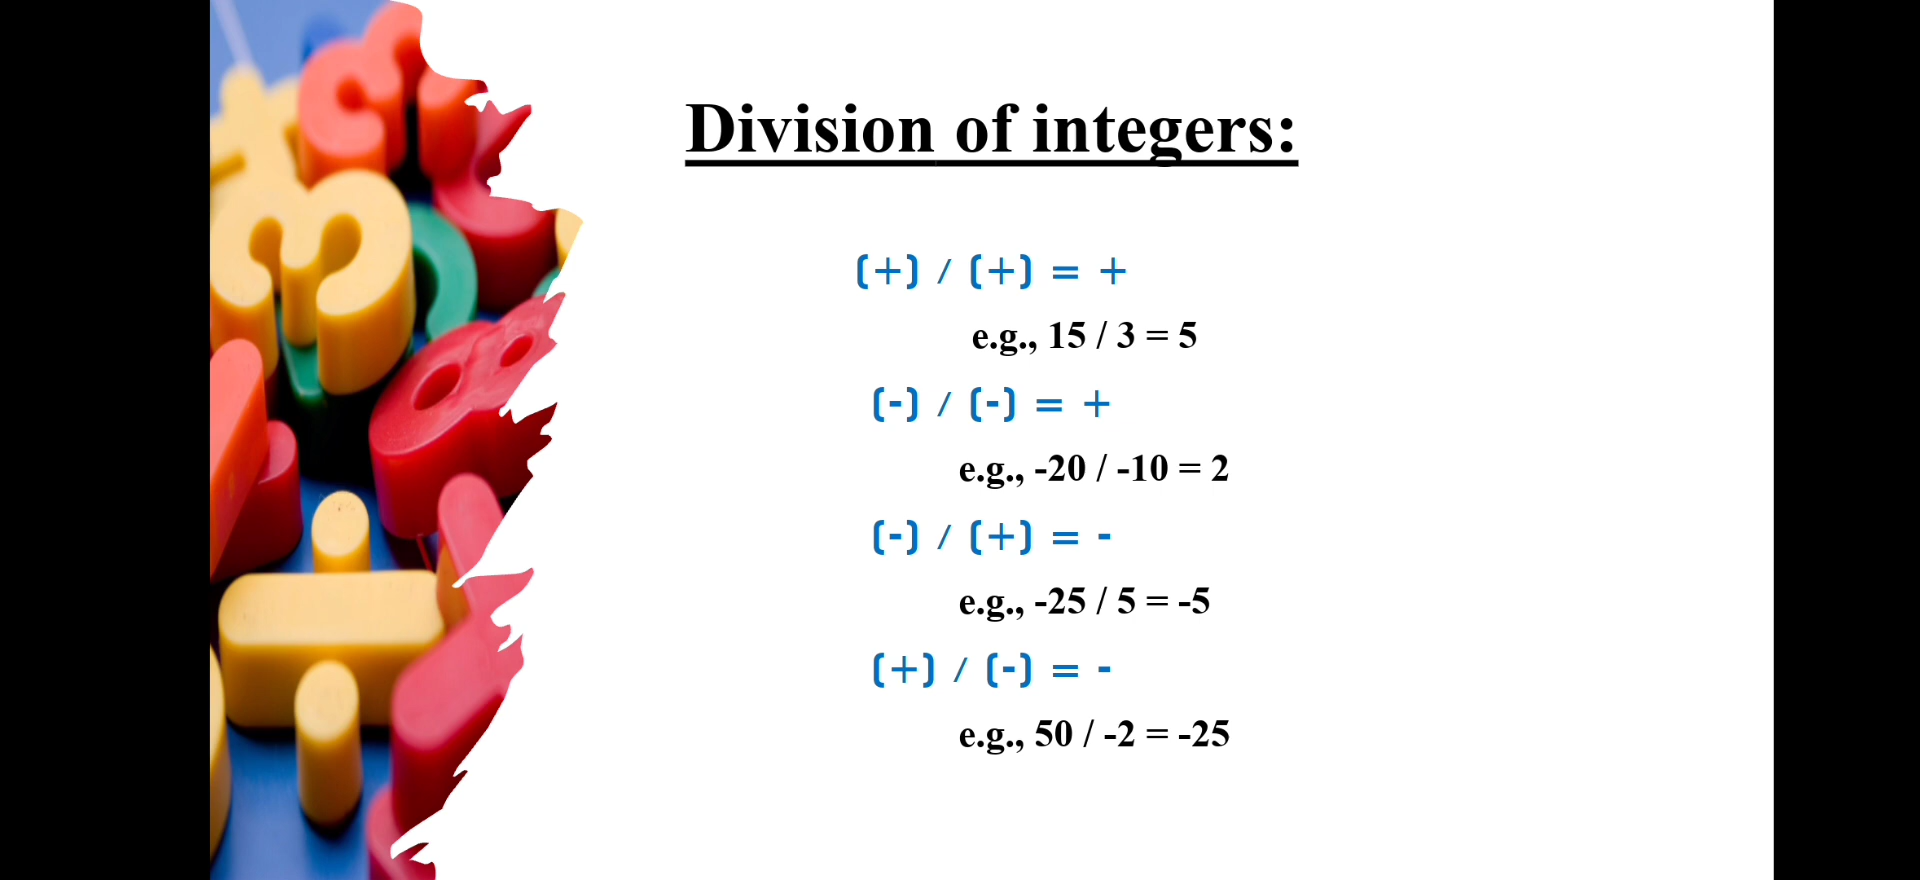 Division of integers:
(+) / (+) = +
e.g., 15 / 3 = 5
(-) / (-) = +
e.g., -20 / -10 = 2
(-) / (+) = -
e.g., -25 / 5 = -5
(+) / (-) = -
e.g., 50 / -2 = -25